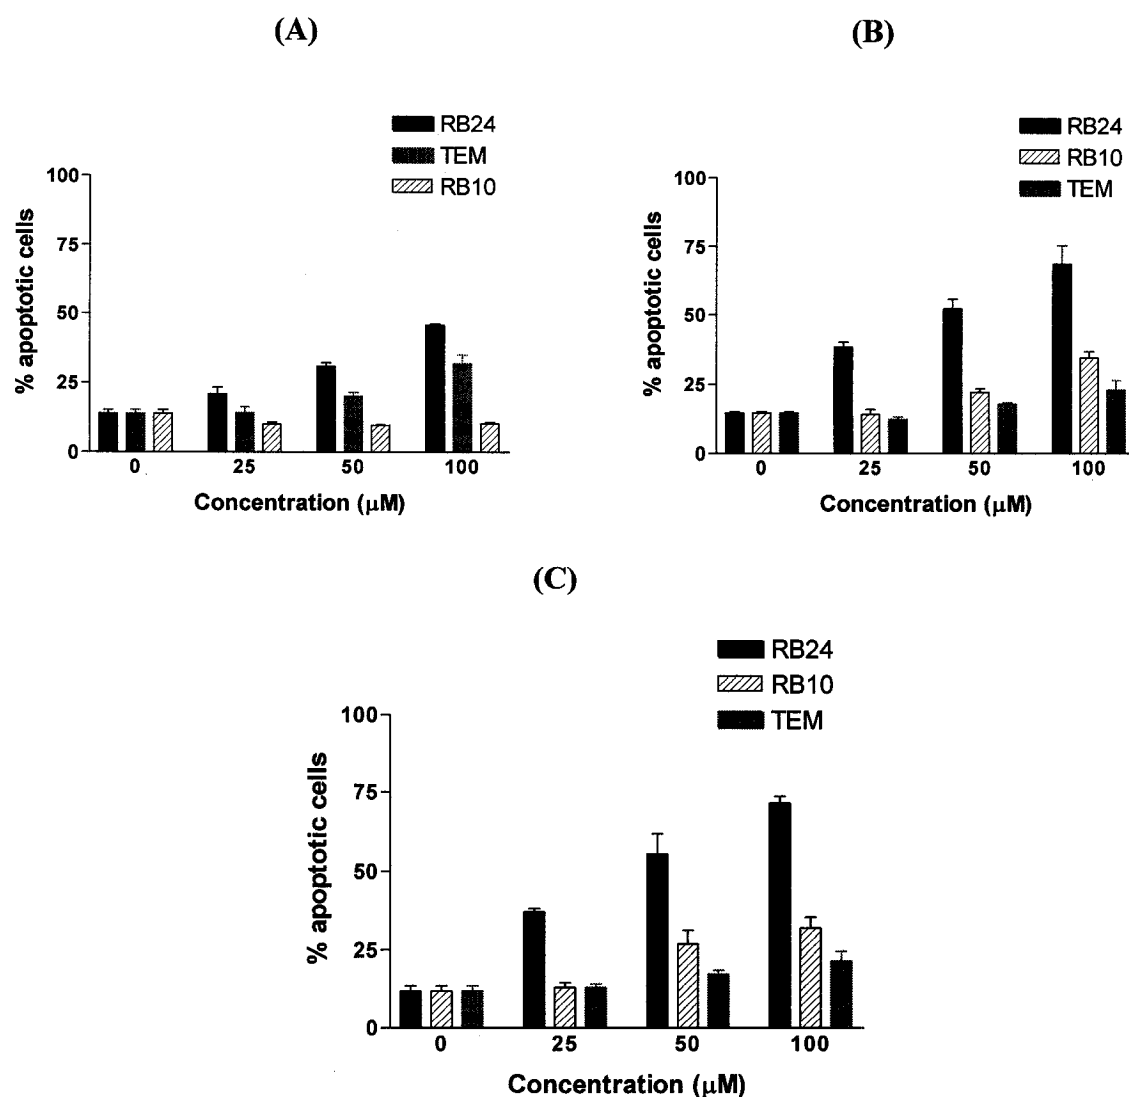 (A)
RB24
TEM
RB10
% apoptotic cells
100
75
50
25
0
0 25 50 100
Concentration (μM)
(B)
RB24
RB10
TEM
% apoptotic cells
100
75
50
25
0
0 25 50 100
Concentration (μM)
(C)
RB24
RB10
TEM
% apoptotic cells
100
75
50
25
0
0 25 50 100
Concentration (μM)